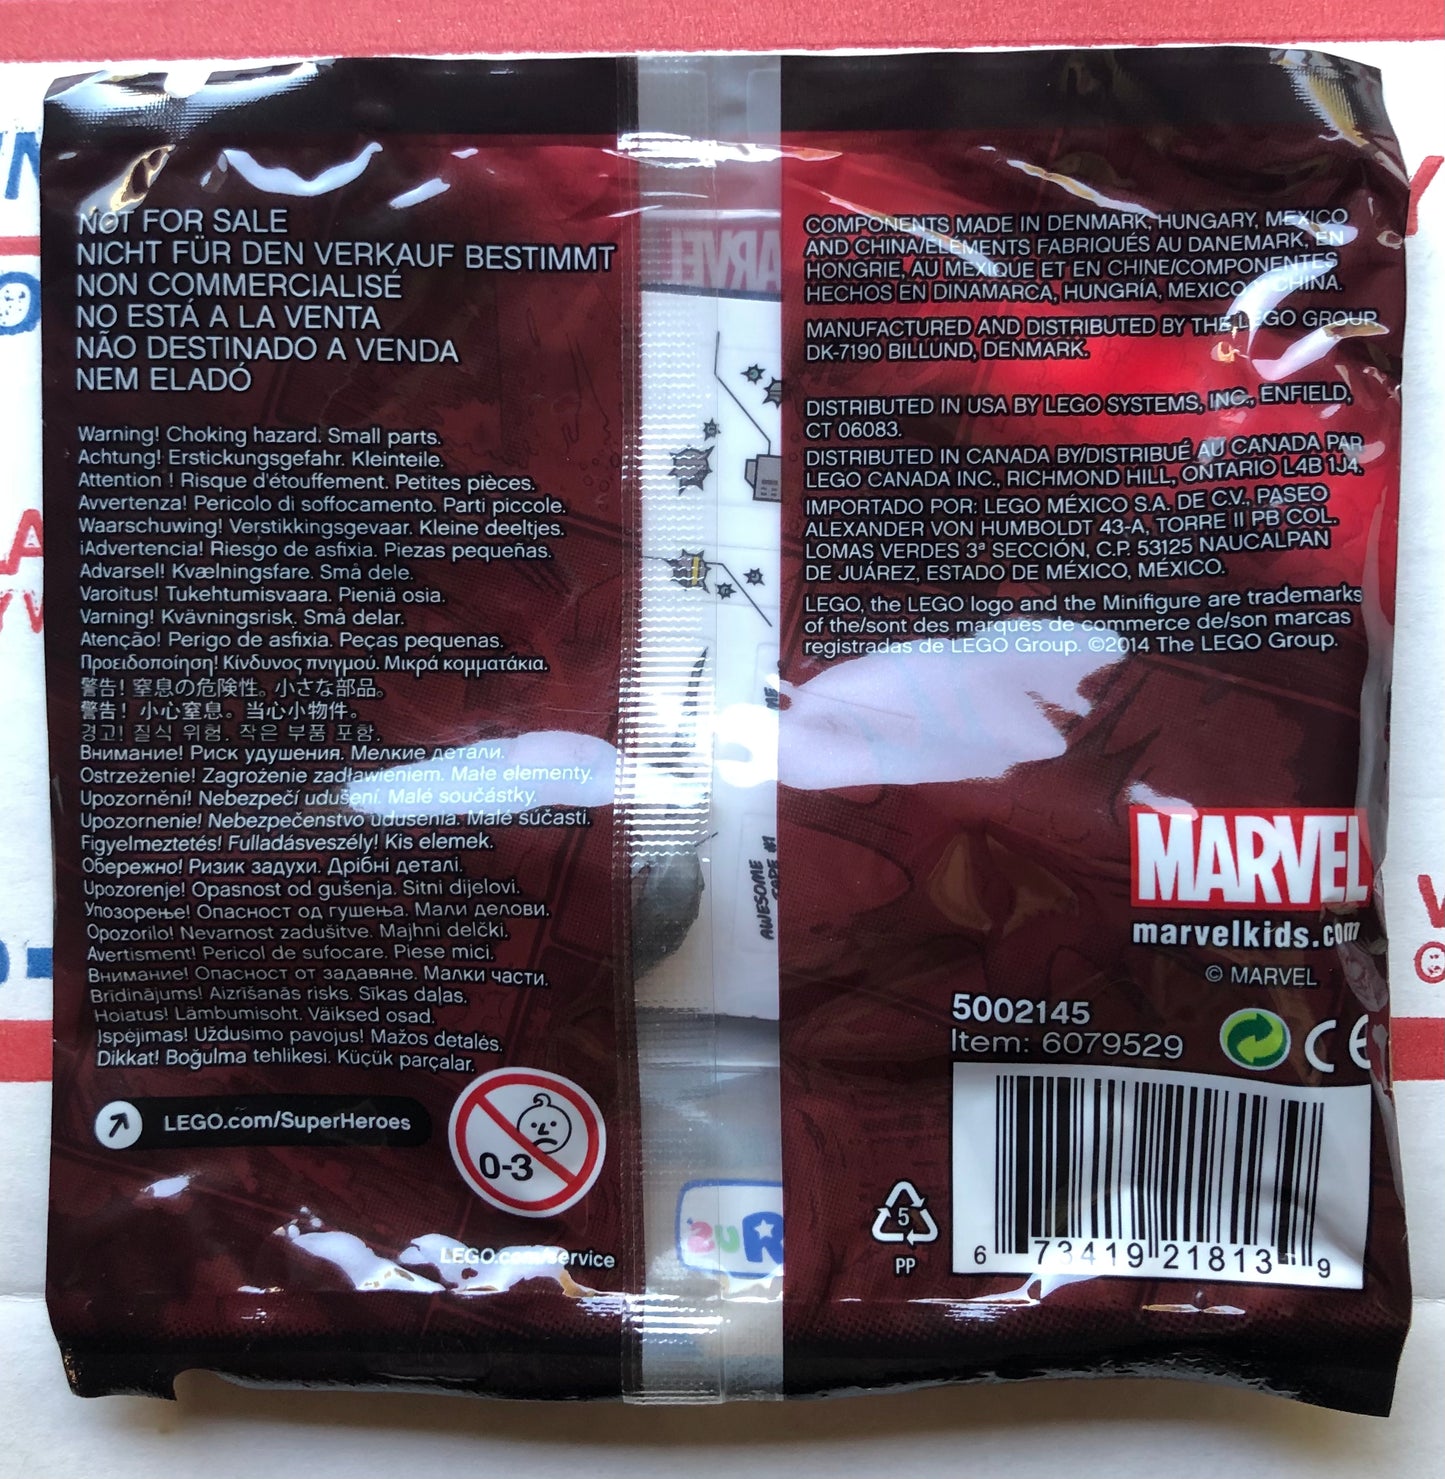 NOT FOR SALE
NICHT FÜR DEN VERKAUF BESTIMMT
NON COMMERCIALISÉ
NO ESTÁ A LA VENTA
NÃO DESTINADO A VENDA
NEM ELADÓ
Warning! Choking hazard. Small parts.
Achtung! Erstickungsgefahr. Kleinteile.
Attention ! Risque d'étouffement. Petites pièces.
Avvertenza! Pericolo di soffocamento. Parti piccole.
Waarschuwing! Verstikkingsgevaar. Kleine deeltjes.
¡Advertencia! Riesgo de asfixia. Piezas pequeñas.
Advarsel! Kvælningsfare. Små dele.
Varoitus! Tukehtumisvaara. Pieniä osia.
Varning! Kvävningsrisk. Små delar.
Atenção! Perigo de asfixia. Peças pequenas.
Προειδοποίηση! Κίνδυνος πνιγμού. Μικρά κομματάκια.
警告! 窒息の危険性。小さな部品。
警告! 小心窒息。当心小物件。
경고! 질식 위험. 작은 부품 포함.
Внимание! Риск удушения. Мелкие детали.
Ostrzeżenie! Zagrożenie zadławieniem. Małe elementy.
Upozornění! Nebezpečí udušení. Malé součástky.
Upozornenie! Nebezpečenstvo udusenia. Malé súčasti.
Figyelmeztetés! Fulladásveszély! Kis elemek.
Обережно! Ризик задухи. Дрібні деталі.
Upozorenje! Opasnost od gušenja. Sitni dijelovi.
Упозорење! Опасност од гушења. Мали делови.
Opozorilo! Nevarnost zadušitve. Majhni delčki.
Avertisment! Pericol de sufocare. Piese mici.
Внимание! Опасност от задавяне. Малки части.
Brīdinājums! Aizrīšanās risks. Sīkas daļas.
Hoiatus! Lämbumisoht. Väiksed osad.
Įspėjimas! Uždusimo pavojus! Mažos detalės.
Dikkat! Boğulma tehlikesi. Küçük parçalar.
LEGO.com/SuperHeroes
0-3
LEGO.com/service
MARVEL
AWESOME
#1
R us
COMPONENTS MADE IN DENMARK, HUNGARY, MEXICO
AND CHINA/ÉLÉMENTS FABRIQUÉS AU DANEMARK, EN
HONGRIE, AU MEXIQUE ET EN CHINE/COMPONENTES
HECHOS EN DINAMARCA, HUNGRÍA, MEXICO CHINA.
MANUFACTURED AND DISTRIBUTED BY THE LEGO GROUP
DK-7190 BILLUND, DENMARK.
DISTRIBUTED IN USA BY LEGO SYSTEMS, INC., ENFIELD,
CT 06083.
DISTRIBUTED IN CANADA BY/DISTRIBUÉ AU CANADA PAR
LEGO CANADA INC., RICHMOND HILL, ONTARIO L4B 1J4.
IMPORTADO POR: LEGO MÉXICO S.A. DE C.V., PASEO
ALEXANDER VON HUMBOLDT 43-A, TORRE II PB COL.
LOMAS VERDES 3ª SECCIÓN, C.P. 53125 NAUCALPAN
DE JUÁREZ, ESTADO DE MÉXICO, MÉXICO.
LEGO, the LEGO logo and the Minifigure are trademarks
of the/sont des marques de commerce de/son marcas
registradas de LEGO Group. ©2014 The LEGO Group.
MARVEL
marvelkids.com
© MARVEL
5002145
Item: 6079529
CE
5
PP
6 73419 21813 9